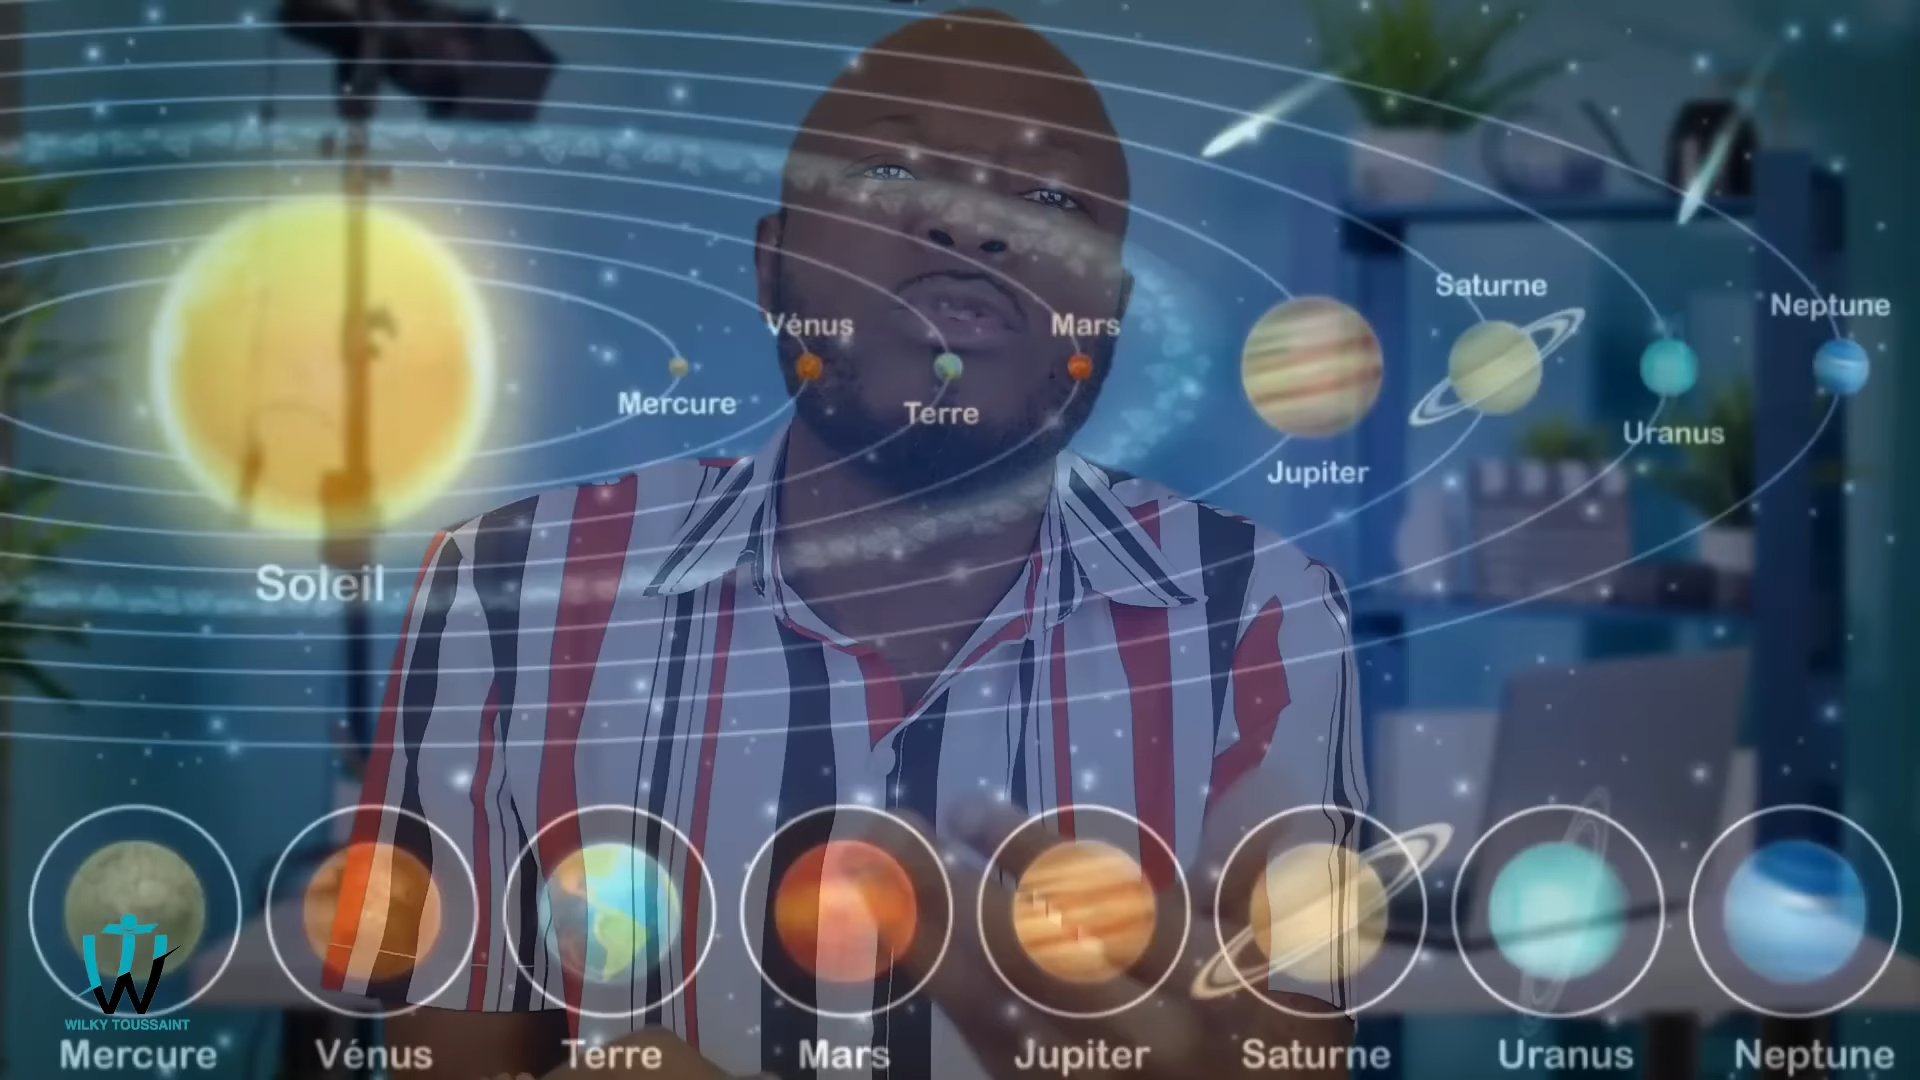 Saturne
Neptune
Vénus
Mars
Mercure
Terre
Uranus
Jupiter
Soleil
WILKY TOUSSAINT
Mercure
Vénus
Terre
Mars
Jupiter
Saturne
Uranus
Neptune